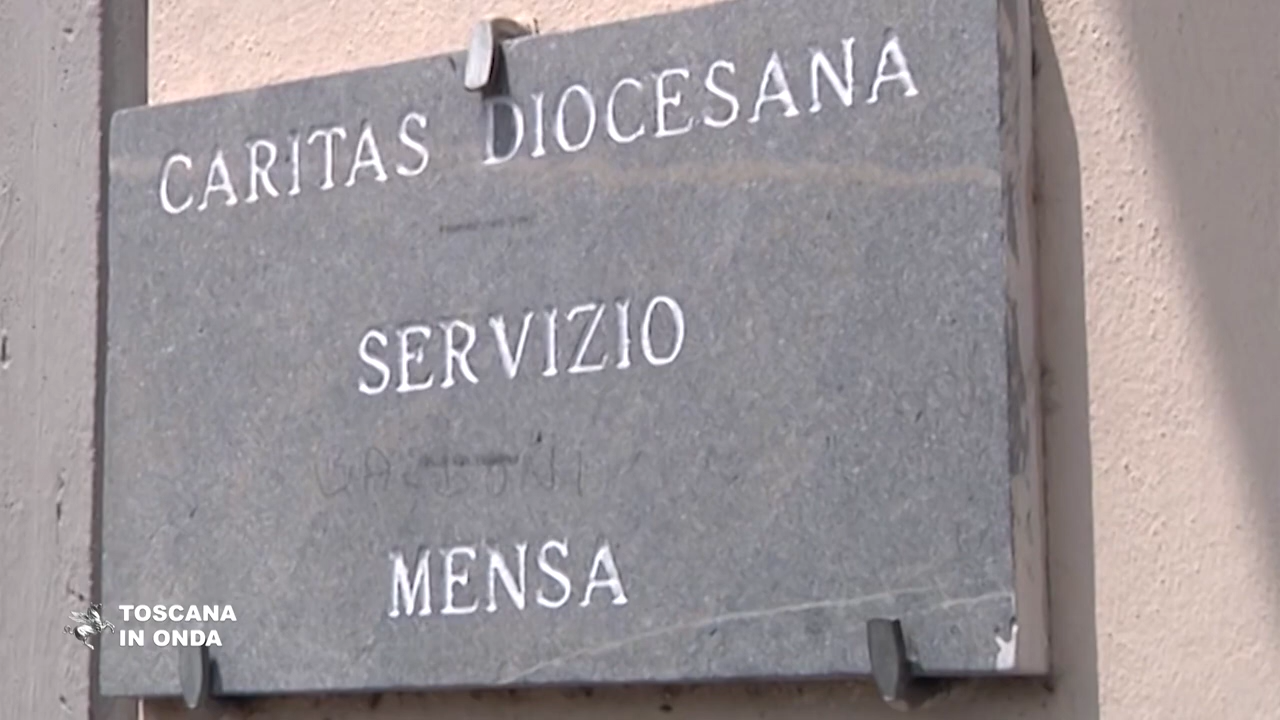 CARITAS DIOCESANA
SERVIZIO
MENSA
TOSCANA
IN ONDA